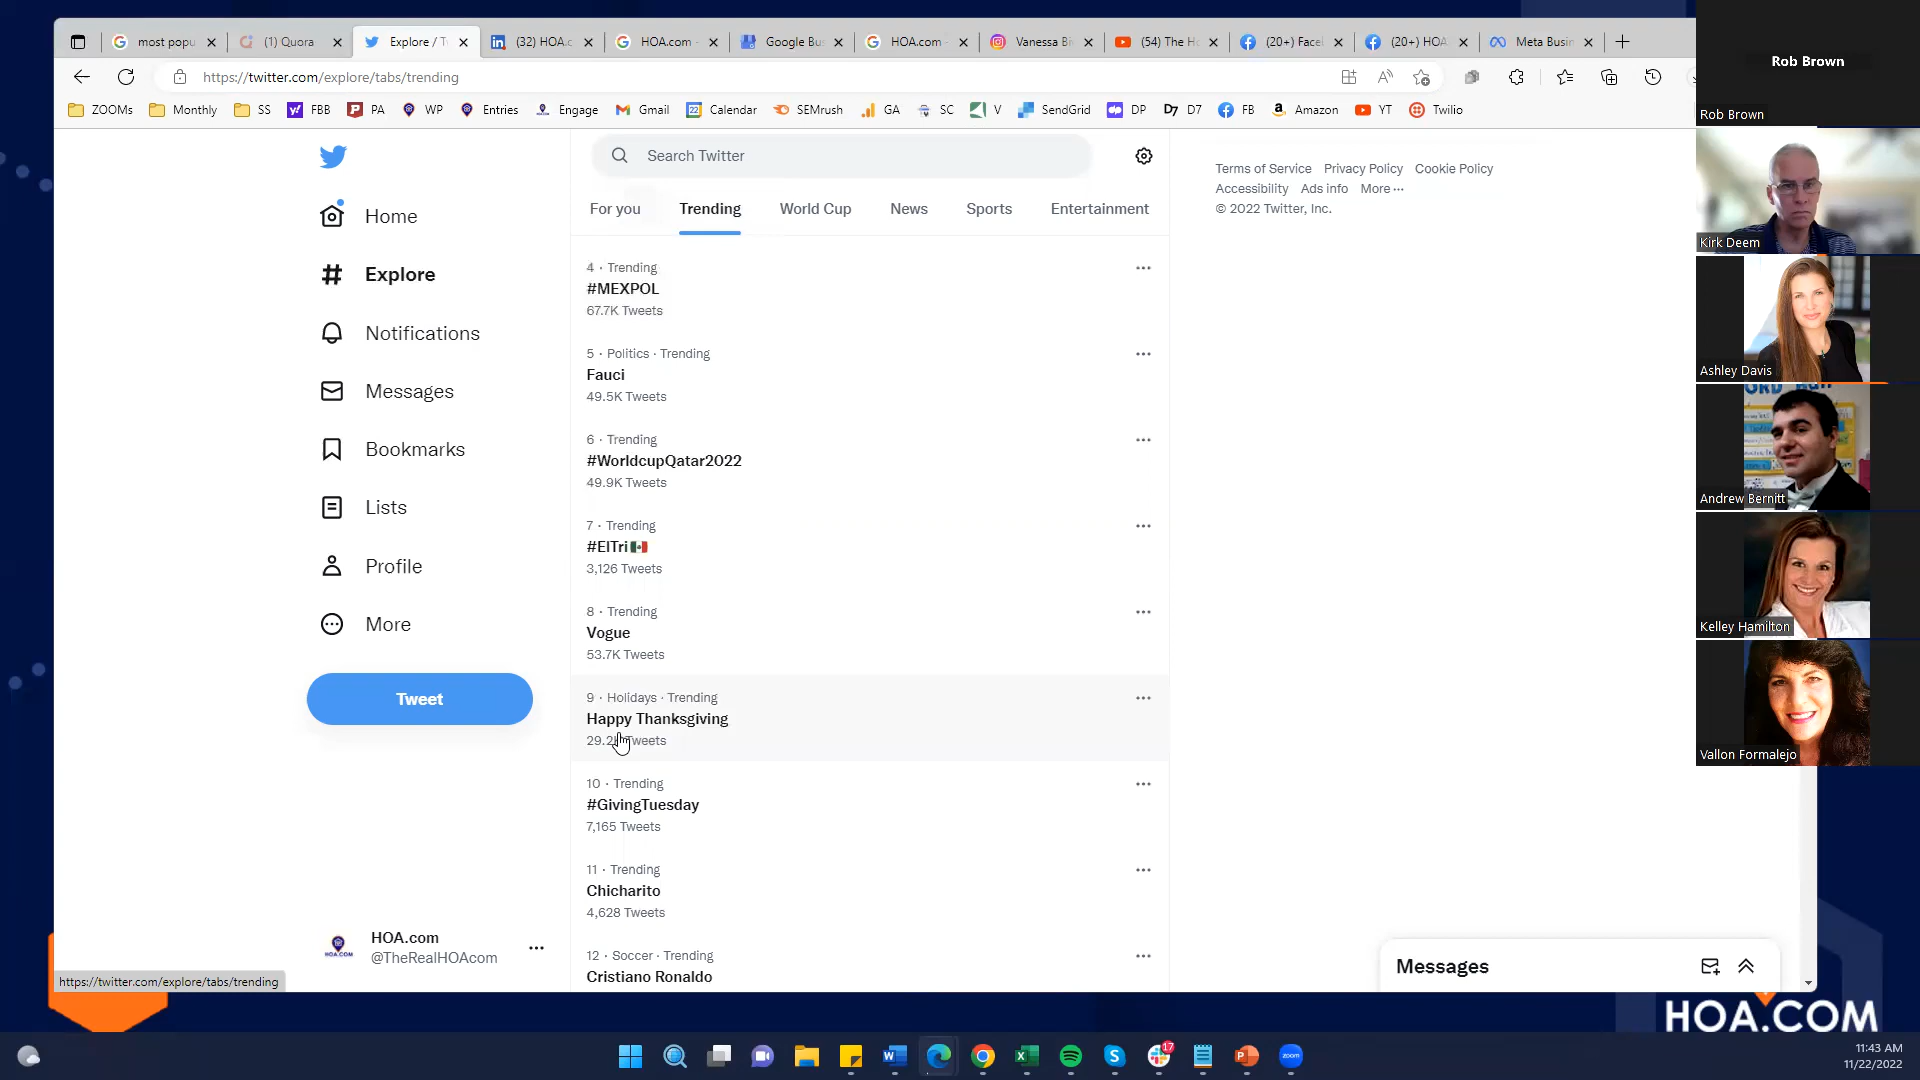 most popu
(1) Quora
Explore / T
(32) HOA.c
HOA.com -
Google Bus
HOA.com -
Vanessa Bi
(54) The H
(20+) Face
(20+) HOA
Meta Busin
https://twitter.com/explore/tabs/trending
ZOOMs
Monthly
SS
FBB
PA
WP
Entries
Engage
Gmail
Calendar
SEMrush
GA
SC
V
SendGrid
DP
D7
FB
Amazon
YT
Twilio
Home
Explore
Notifications
Messages
Bookmarks
Lists
Profile
More
Tweet
HOA.com
@TheRealHOAcom
https://twitter.com/explore/tabs/trending
Search Twitter
For you
Trending
World Cup
News
Sports
Entertainment
4 · Trending
#MEXPOL
67.7K Tweets
5 · Politics · Trending
Fauci
49.5K Tweets
6 · Trending
#WorldcupQatar2022
49.9K Tweets
7 · Trending
#ElTri🇲🇽
3,126 Tweets
8 · Trending
Vogue
53.7K Tweets
9 · Holidays · Trending
Happy Thanksgiving
29.2K Tweets
10 · Trending
#GivingTuesday
7,165 Tweets
11 · Trending
Chicharito
4,628 Tweets
12 · Soccer · Trending
Cristiano Ronaldo
Terms of Service Privacy Policy Cookie Policy
Accessibility Ads info More ···
© 2022 Twitter, Inc.
Messages
Rob Brown
Rob Brown
Kirk Deem
Ashley Davis
Andrew Bernitt
Kelley Hamilton
Vallon Formalejo
HOA.COM
17
zoom
11:43 AM
11/22/2022